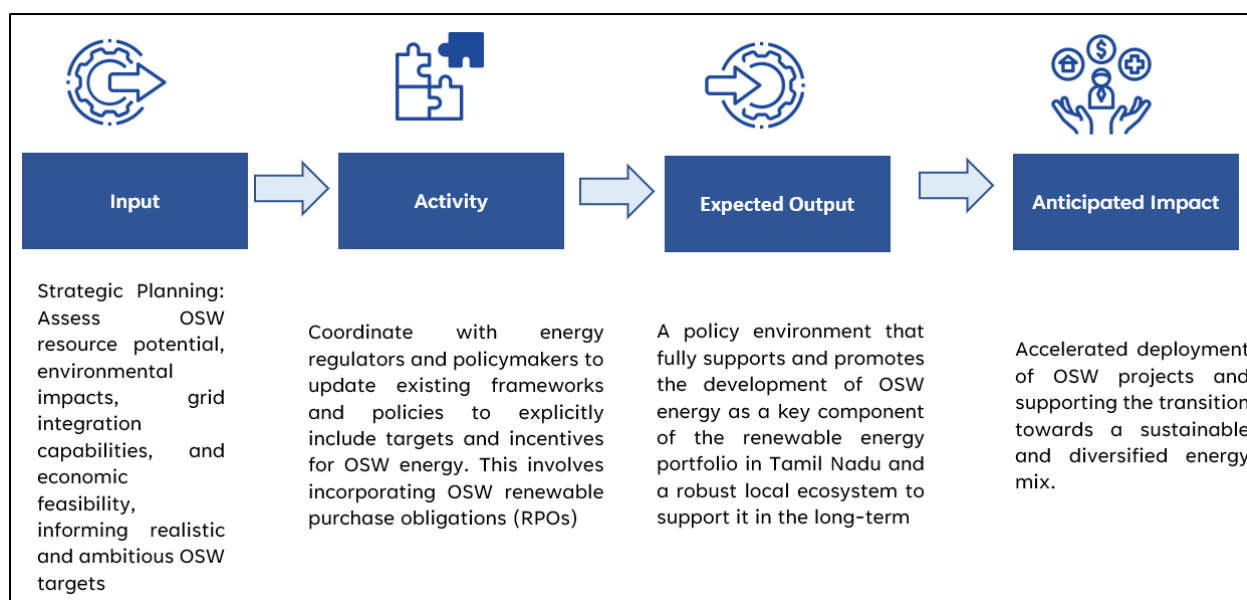 Input
Activity
Expected Output
Anticipated Impact
Strategic Planning:
Assess OSW
resource potential,
environmental
impacts, grid
integration
capabilities, and
economic
feasibility,
informing realistic
and ambitious OSW
targets
Coordinate with energy
regulators and policymakers to
update existing frameworks
and policies to explicitly
include targets and incentives
for OSW energy. This involves
incorporating OSW renewable
purchase obligations (RPOs)
A policy environment that
fully supports and promotes
the development of OSW
energy as a key component
of the renewable energy
portfolio in Tamil Nadu and
a robust local ecosystem to
support it in the long-term
Accelerated deployment
of OSW projects and
supporting the transition
towards a sustainable
and diversified energy
mix.